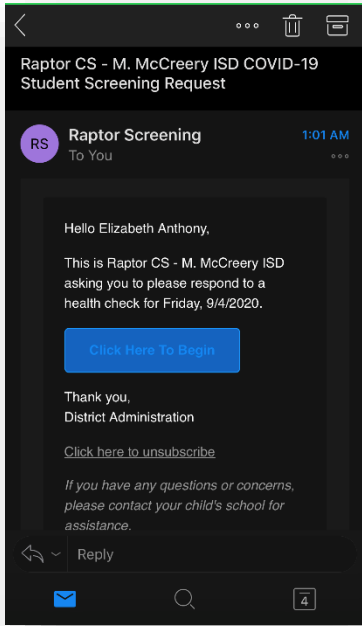 Raptor CS - M. McCreery ISD COVID-19
Student Screening Request
RS
Raptor Screening
1:01 AM
To You
Hello Elizabeth Anthony,
This is Raptor CS - M. McCreery ISD
asking you to please respond to a
health check for Friday, 9/4/2020.
Click Here To Begin
Thank you,
District Administration
Click here to unsubscribe
If you have any questions or concerns,
please contact your child's school for
assistance.
Reply
4